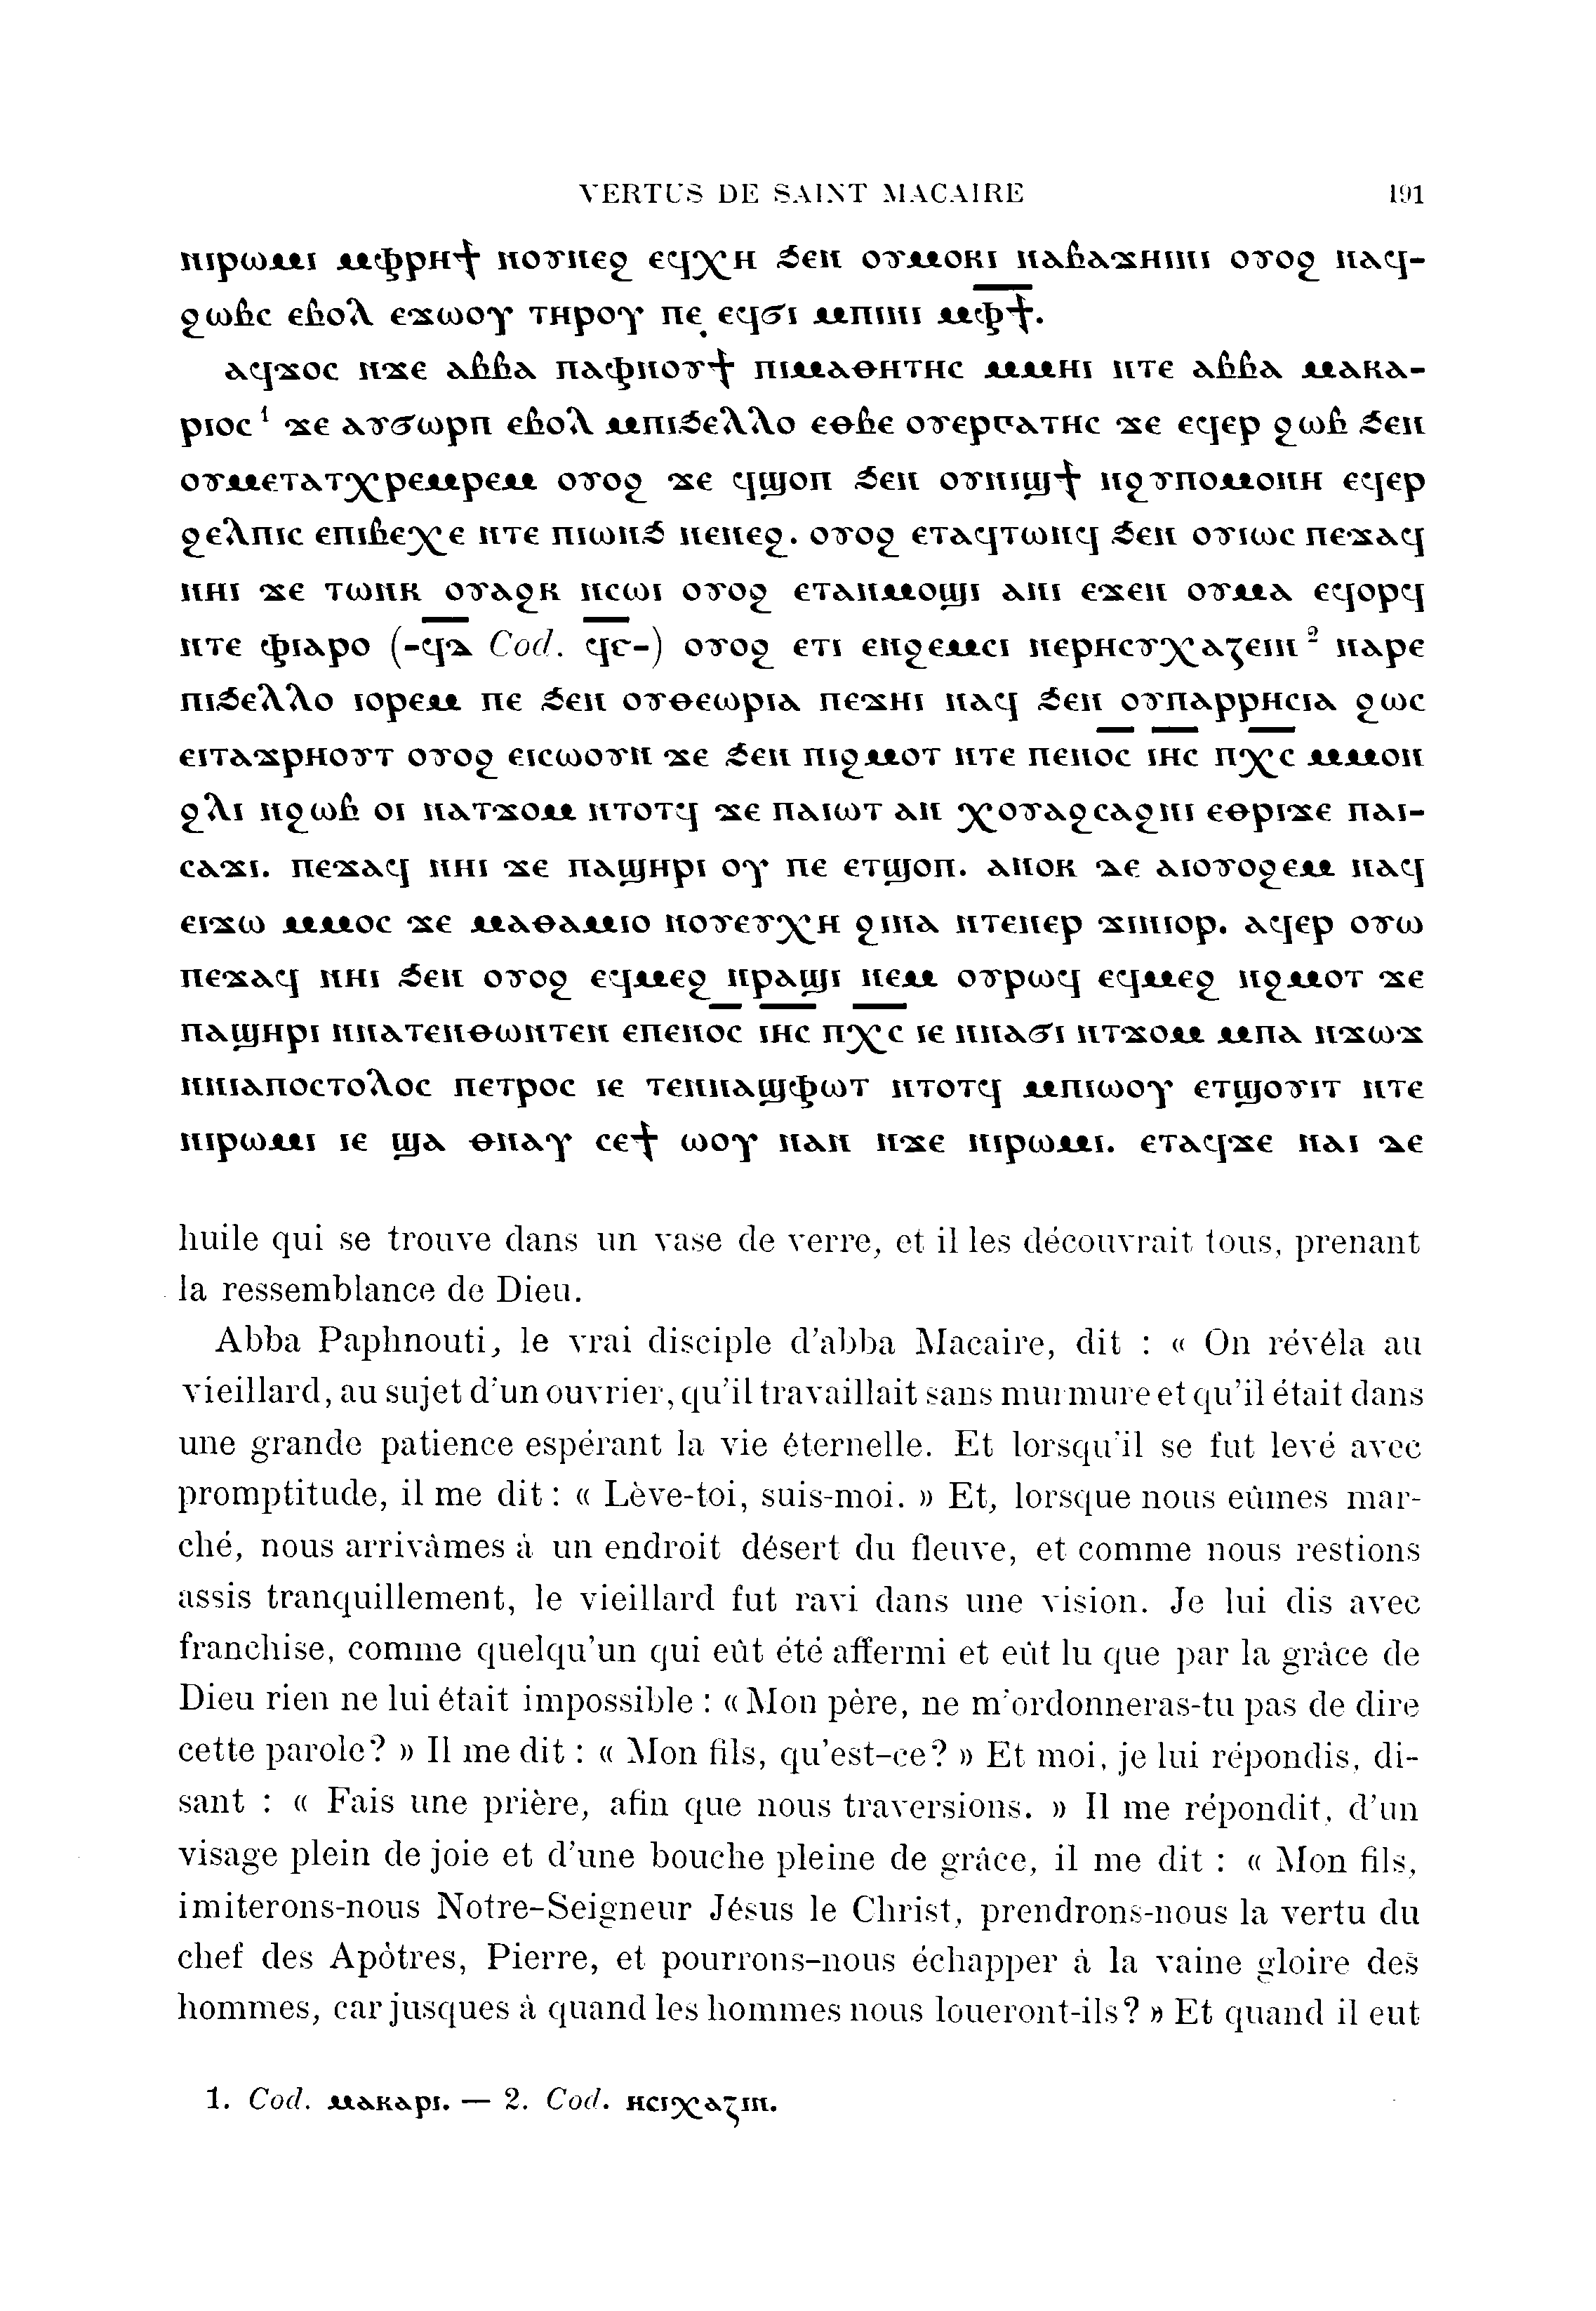 VERTUS DE SAINT MACAIRE 191
ⲛⲓⲣⲱⲙⲓ ⲙⲫⲣⲏϯ ⲛⲟⲩⲛⲉϩ ⲉϥⲭⲏ ϧⲉⲛ ⲟⲩⲙⲟⲕⲓ ⲛⲁⲃⲁϫⲏⲓⲛⲓ ⲟⲩⲟϩ ⲛⲁϥ-
ϩⲱⲃⲥ ⲉⲃⲟⲗ ⲉϫⲱⲟⲩ ⲧⲏⲣⲟⲩ ⲡⲉ ⲉϥϭⲓ ⲙⲡⲓⲛⲓ ⲙⲫ̅ϯ̅.
ⲁϥϫⲟⲥ ⲛϫⲉ ⲁⲃⲃⲁ ⲡⲁⲫⲛⲟⲩϯ ⲡⲓⲙⲁⲑⲏⲧⲏⲥ ⲙⲙⲏⲓ ⲛⲧⲉ ⲁⲃⲃⲁ ⲙⲁⲕⲁ-
ⲣⲓⲟⲥ ¹ ϫⲉ ⲁⲩϭⲱⲣⲡ ⲉⲃⲟⲗ ⲙⲡⲓϧⲉⲗⲗⲟ ⲉⲑⲃⲉ ⲟⲩⲉⲣⲅⲁⲧⲏⲥ ϫⲉ ⲉϥⲉⲣ ϩⲱⲃ ϧⲉⲛ
ⲟⲩⲙⲉⲧⲁⲧⲭⲣⲉⲙⲣⲉⲙ ⲟⲩⲟϩ ϫⲉ ϥϣⲟⲡ ϧⲉⲛ ⲟⲩⲛⲓϣϯ ⲛϩⲩⲡⲟⲙⲟⲛⲏ ⲉϥⲉⲣ
ϩⲉⲗⲡⲓⲥ ⲉⲡⲓⲃⲉⲭⲉ ⲛⲧⲉ ⲡⲓⲱⲛϧ ⲛⲉⲛⲉϩ. ⲟⲩⲟϩ ⲉⲧⲁϥⲧⲱⲛϥ ϧⲉⲛ ⲟⲩⲓⲱⲥ ⲡⲉϫⲁϥ
ⲛⲏⲓ ϫⲉ ⲧⲱⲛⲕ ⲟⲩⲁϩⲕ ⲛⲥⲱⲓ ⲟⲩⲟϩ ⲉⲧⲁⲛⲙⲟϣⲓ ⲁⲛⲓ ⲉϫⲉⲛ ⲟⲩⲙⲁ ⲉϥⲟⲣϥ
ⲛⲧⲉ ⲫⲓⲁⲣⲟ (-ϥ̅ⲇ̅ Cod. ϥ̅ⲅ̅-) ⲟⲩⲟϩ ⲉⲧⲓ ⲉⲛϩⲉⲙⲥⲓ ⲛⲉⲣⲏⲥⲩⲭⲁⲍⲉⲓⲛ ² ⲛⲁⲣⲉ
ⲡⲓϧⲉⲗⲗⲟ ⲓⲟⲣⲉⲙ ⲡⲉ ϧⲉⲛ ⲟⲩⲑⲉⲱⲣⲓⲁ ⲡⲉϫⲏⲓ ⲛⲁϥ ϧⲉⲛ ⲟⲩⲡⲁⲣⲣⲏⲥⲓⲁ ϩⲱⲥ
ⲉⲓⲧⲁϫⲣⲏⲟⲩⲧ ⲟⲩⲟϩ ⲉⲓⲥⲱⲟⲩⲛ ϫⲉ ϧⲉⲛ ⲡⲓϩⲙⲟⲧ ⲛⲧⲉ ⲡⲉⲛⲟ̅ⲥ̅ ⲓ̅ⲏ̅ⲥ̅ ⲡ̅ⲭ̅ⲥ̅ ⲙⲙⲟⲛ
ϩⲗⲓ ⲛϩⲱⲃ ⲟⲓ ⲛⲁⲧϫⲟⲙ ⲛⲧⲟⲧϥ ϫⲉ ⲡⲁⲓⲱⲧ ⲁⲛ ⲭⲟⲩⲁϩⲥⲁϩⲛⲓ ⲉⲑⲣⲓϫⲉ ⲡⲁⲓ-
ⲥⲁϫⲓ. ⲡⲉϫⲁϥ ⲛⲏⲓ ϫⲉ ⲡⲁϣⲏⲣⲓ ⲟⲩ ⲡⲉ ⲉⲧϣⲟⲡ. ⲁⲛⲟⲕ ⲇⲉ ⲁⲓⲟⲩⲟϩⲉⲙ ⲛⲁϥ
ⲉⲓϫⲱ ⲙⲙⲟⲥ ϫⲉ ⲙⲁⲑⲁⲙⲓⲟ ⲛⲟⲩⲉⲩⲭⲏ ϩⲓⲛⲁ ⲛⲧⲉⲛⲉⲣ ϫⲓⲛⲓⲟⲣ. ⲁϥⲉⲣ ⲟⲩⲱ
ⲡⲉϫⲁϥ ⲛⲏⲓ ϧⲉⲛ ⲟⲩⲟϩ ⲉϥⲙⲉϩ ⲛⲣⲁϣⲓ ⲛⲉⲙ ⲟⲩⲣⲱϥ ⲉϥⲙⲉϩ ⲛϩⲙⲟⲧ ϫⲉ
ⲡⲁϣⲏⲣⲓ ⲛⲛⲁⲧⲉⲛⲑⲱⲛⲧⲉⲛ ⲉⲡⲉⲛⲟ̅ⲥ̅ ⲓ̅ⲏ̅ⲥ̅ ⲡ̅ⲭ̅ⲥ̅ ⲓⲉ ⲛⲛⲁϭⲓ ⲛⲧϫⲟⲙ ⲙⲡⲁ ⲛϫⲱϫ
ⲛⲛⲓⲁⲡⲟⲥⲧⲟⲗⲟⲥ ⲡⲉⲧⲣⲟⲥ ⲓⲉ ⲧⲉⲛⲛⲁϣⲫⲱⲧ ⲛⲧⲟⲧϥ ⲙⲡⲓⲱⲟⲩ ⲉⲧϣⲟⲩⲓⲧ ⲛⲧⲉ
ⲛⲓⲣⲱⲙⲓ ⲓⲉ ϣⲁ ⲑⲛⲁⲩ ⲥⲉϯ ⲱⲟⲩ ⲛⲁⲛ ⲛϫⲉ ⲛⲓⲣⲱⲙⲓ. ⲉⲧⲁϥϫⲉ ⲛⲁⲓ ⲇⲉ
huile qui se trouve dans un vase de verre, et il les découvrait tous, prenant
la ressemblance de Dieu.
Abba Paphnouti, le vrai disciple d'abba Macaire, dit : « On révéla au
vieillard, au sujet d'un ouvrier, qu'il travaillait sans murmure et qu'il était dans
une grande patience espérant la vie éternelle. Et lorsqu'il se fut levé avec
promptitude, il me dit : « Lève-toi, suis-moi. » Et, lorsque nous eûmes mar-
ché, nous arrivâmes à un endroit désert du fleuve, et comme nous restions
assis tranquillement, le vieillard fut ravi dans une vision. Je lui dis avec
franchise, comme quelqu'un qui eût été affermi et eût lu que par la grâce de
Dieu rien ne lui était impossible : « Mon père, ne m'ordonneras-tu pas de dire
cette parole? » Il me dit : « Mon fils, qu'est-ce? » Et moi, je lui répondis, di-
sant : « Fais une prière, afin que nous traversions. » Il me répondit, d'un
visage plein de joie et d'une bouche pleine de grâce, il me dit : « Mon fils,
imiterons-nous Notre-Seigneur Jésus le Christ, prendrons-nous la vertu du
chef des Apôtres, Pierre, et pourrons-nous échapper à la vaine gloire des
hommes, car jusques à quand les hommes nous loueront-ils? » Et quand il eut
1. Cod. ⲙⲁⲕⲁⲣⲓ. — 2. Cod. ⲏⲥⲓⲭⲁⲍⲓⲛ.